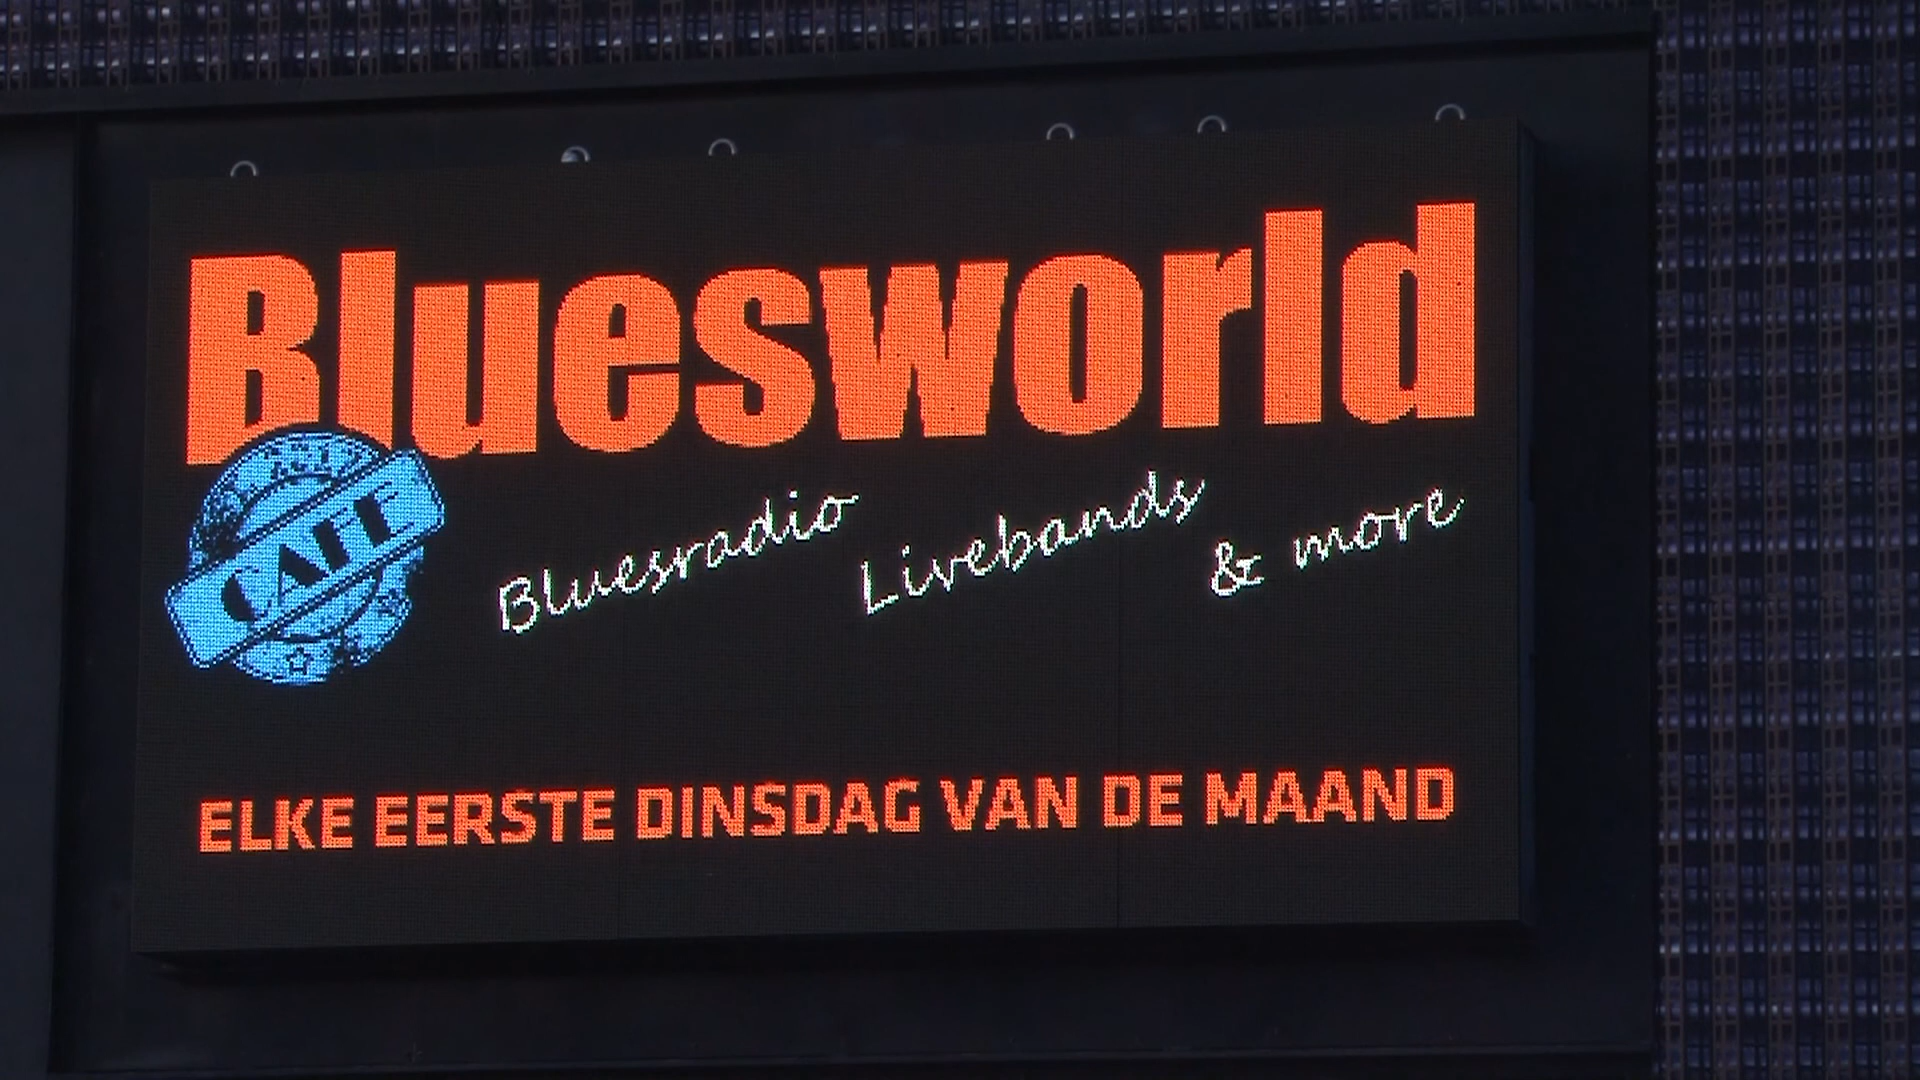 Bluesworld
CAFE
Bluesradio Livebands & more
ELKE EERSTE DINSDAG VAN DE MAAND